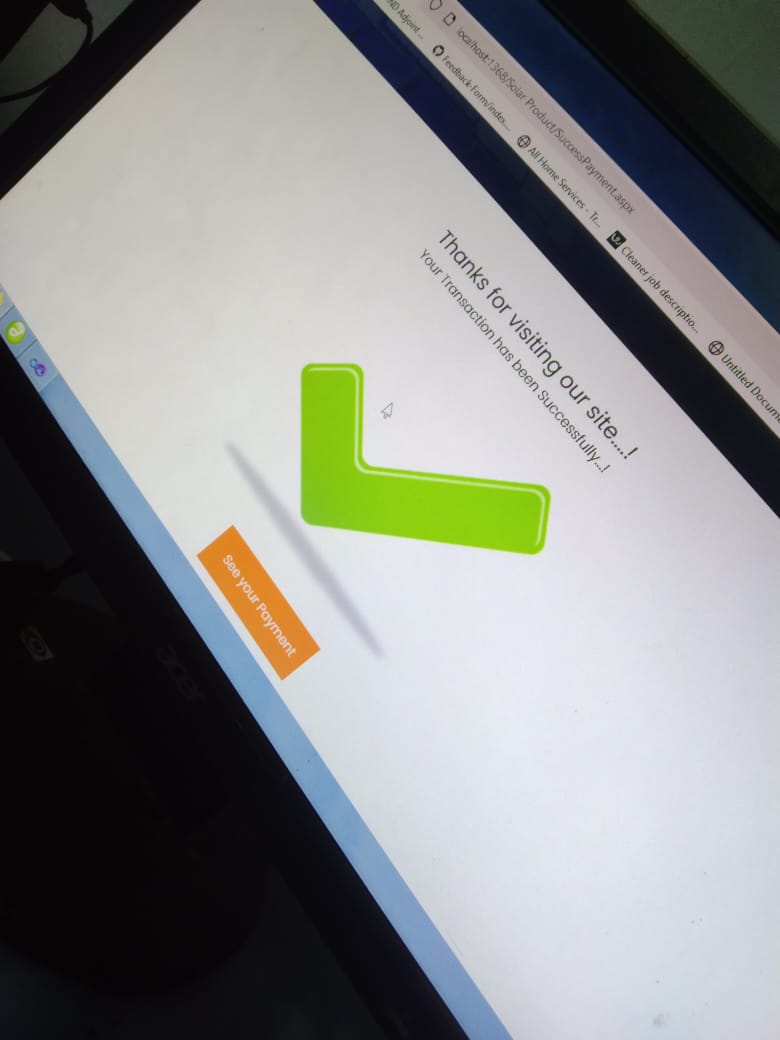 localhost:1368/Solar Product/SuccessPayment.aspx
ND Adjoint ...
Feedback-Form/index...
All Home Services - Tr...
Cleaner job descriptio...
Untitled Docume
Thanks for visiting our site....!
Your Transaction has been Successfully...!
See your Payment
acer